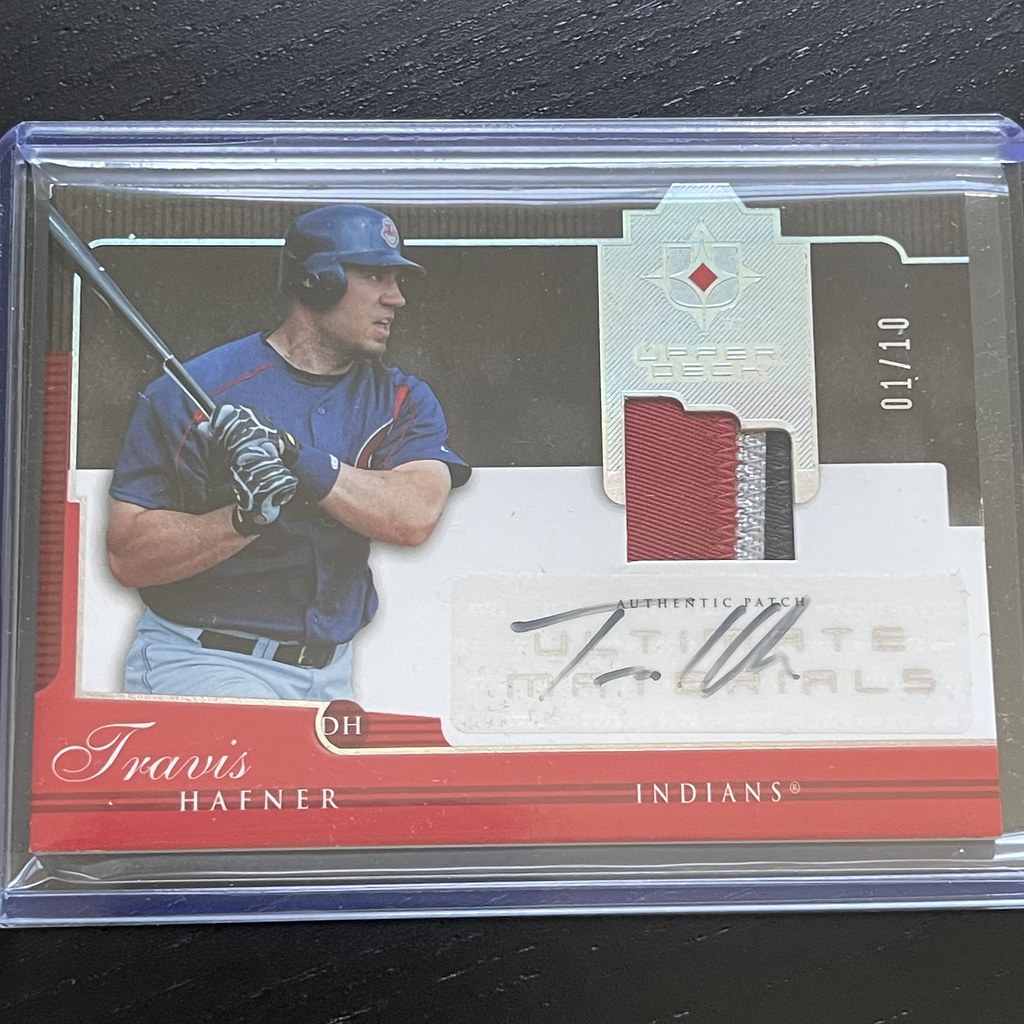 UPPER
DECK
01/10
AUTHENTIC PATCH
ULTIMATE
MATERIALS
DH
Travis
HAFNER
INDIANS®